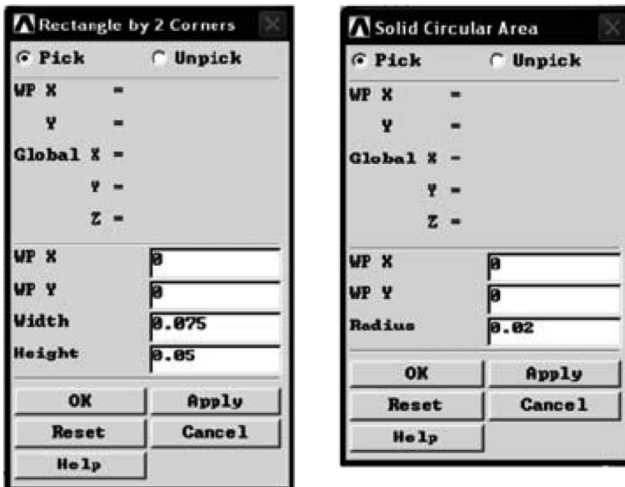 Rectangle by 2 Corners
Pick Unpick
WP X =
Y =
Global X =
Y =
Z =
WP X 0
WP Y 0
Width 0.075
Height 0.05
OK Apply
Reset Cancel
Help
Solid Circular Area
Pick Unpick
WP X =
Y =
Global X =
Y =
Z =
WP X 0
WP Y 0
Radius 0.02
OK Apply
Reset Cancel
Help